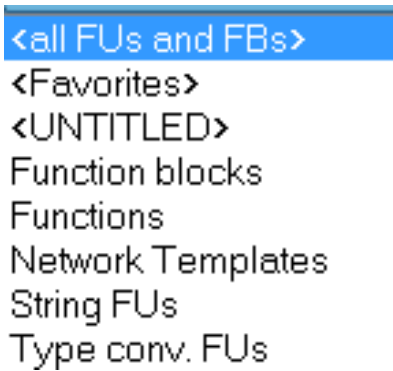 <all FUs and FBs>
<Favorites>
<UNTITLED>
Function blocks
Functions
Network Templates
String FUs
Type conv. FUs